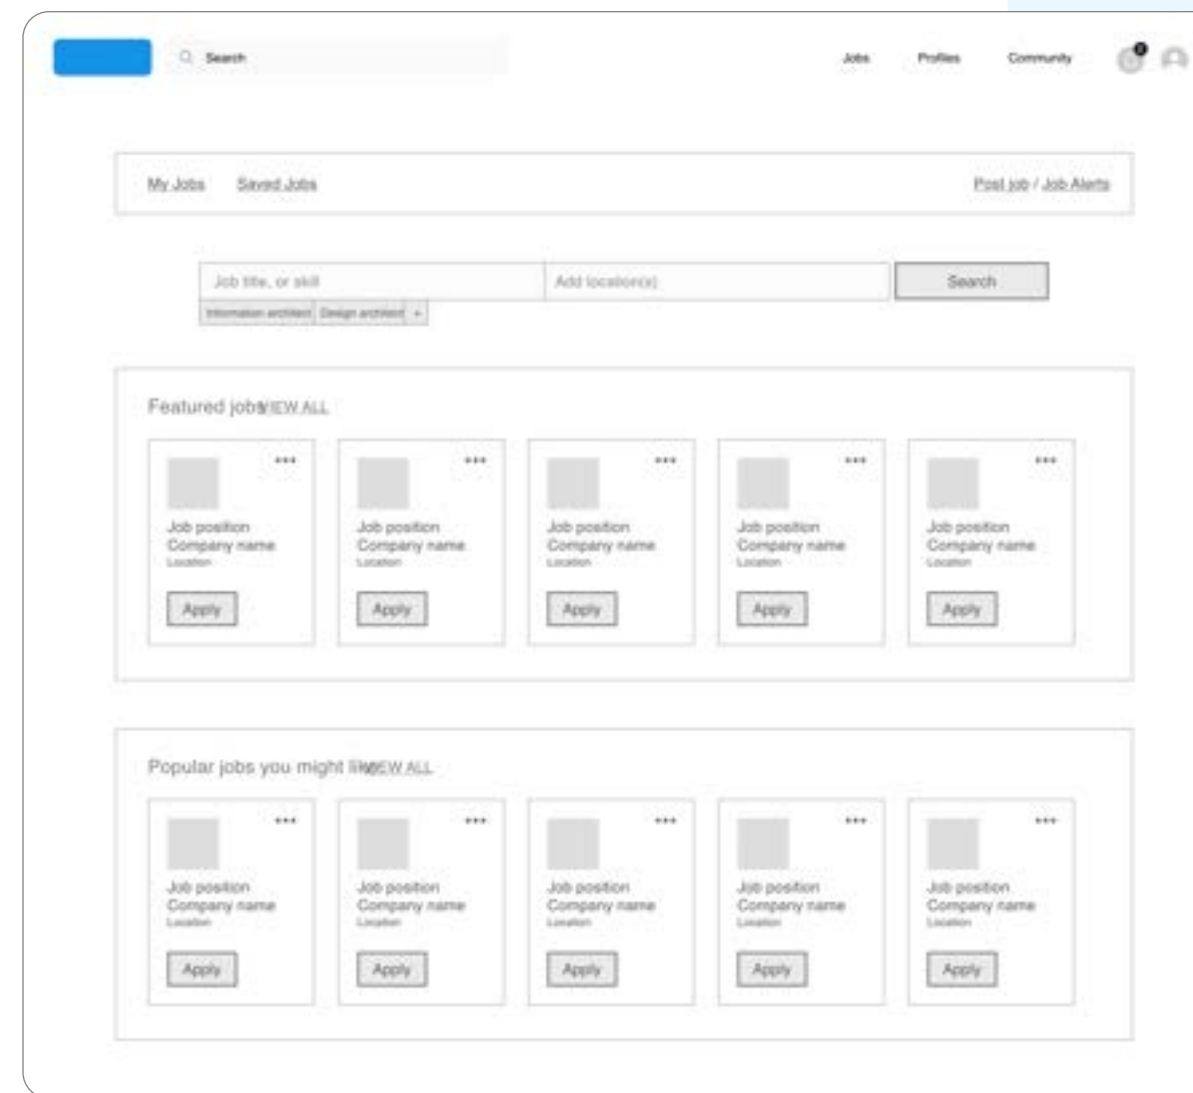 Search
Jobs Profiles Community
My Jobs Saved Jobs Post job / Job Alerts
Job title, or skill Add location(s) Search
Information architect Design architect +
Featured jobs VIEW ALL
Job position Job position Job position Job position Job position
Company name Company name Company name Company name Company name
Location Location Location Location Location
Apply Apply Apply Apply Apply
Popular jobs you might like VIEW ALL
Job position Job position Job position Job position Job position
Company name Company name Company name Company name Company name
Location Location Location Location Location
Apply Apply Apply Apply Apply